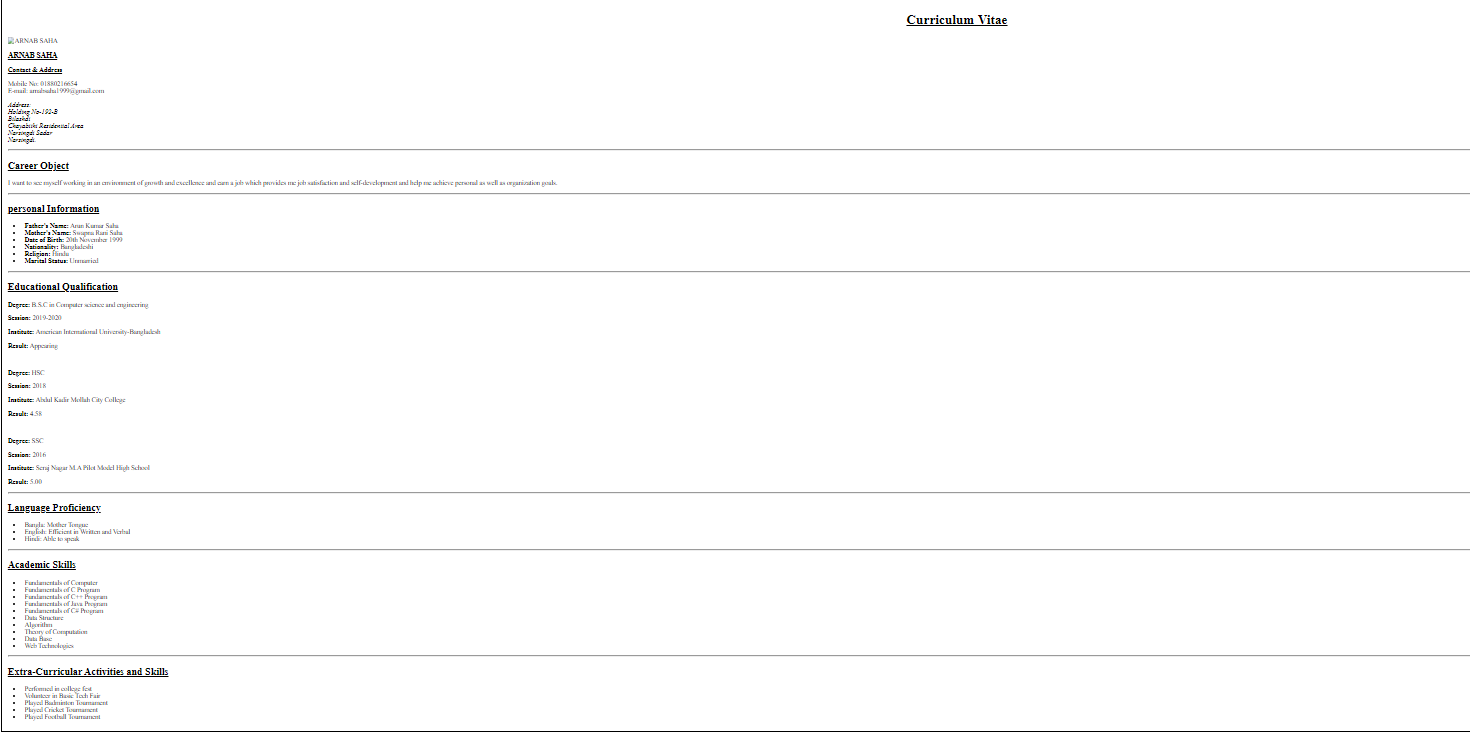 Curriculum Vitae
ARNAB SAHA
ARNAB SAHA
Contact & Address
Mobile No: 01880216654
E-mail: arnabsaha1999@gmail.com
Address:
Holding No-192-B
Bilashdi
Residential Area
Narsingdi Sadar
Narsingdi.
Career Object
I want to see myself working in an environment of growth and excellence and earn a job which provides me job satisfaction and self-development and help me achieve personal as well as organization goals.
personal Information
Father's Name: Arun Kumar Saha
Mother's Name: Swapna Rani Saha
Date of Birth: 20th November 1999
Nationality: Bangladeshi
Religion: Hindu
Marital Status: Unmarried
Educational Qualification
Degree: B.S.C in Computer science and engineering
Session: 2019-2020
Institute: American International University-Bangladesh
Result: Appearing
Degree: HSC
Session: 2018
Institute: Abdul Kadir Mollah City College
Result: 4.58
Degree: SSC
Session: 2016
Institute: Seraj Nagar M.A Pilot Model High School
Result: 5.00
Language Proficiency
Bangla: Mother Tongue
English: Efficient in Written and Verbal
Hindi: Able to speak
Academic Skills
Fundamentals of Computer
Fundamentals of C Program
Fundamentals of C++ Program
Fundamentals of Java Program
Fundamentals of C# Program
Data Structure
Algorithm
Theory of Computation
Data Base
Web Technologies
Extra-Curricular Activities and Skills
Performed in college fest
Volunteer in Basic Tech Fair
Played Badminton Tournament
Played Cricket Tournament
Played Football Tournament